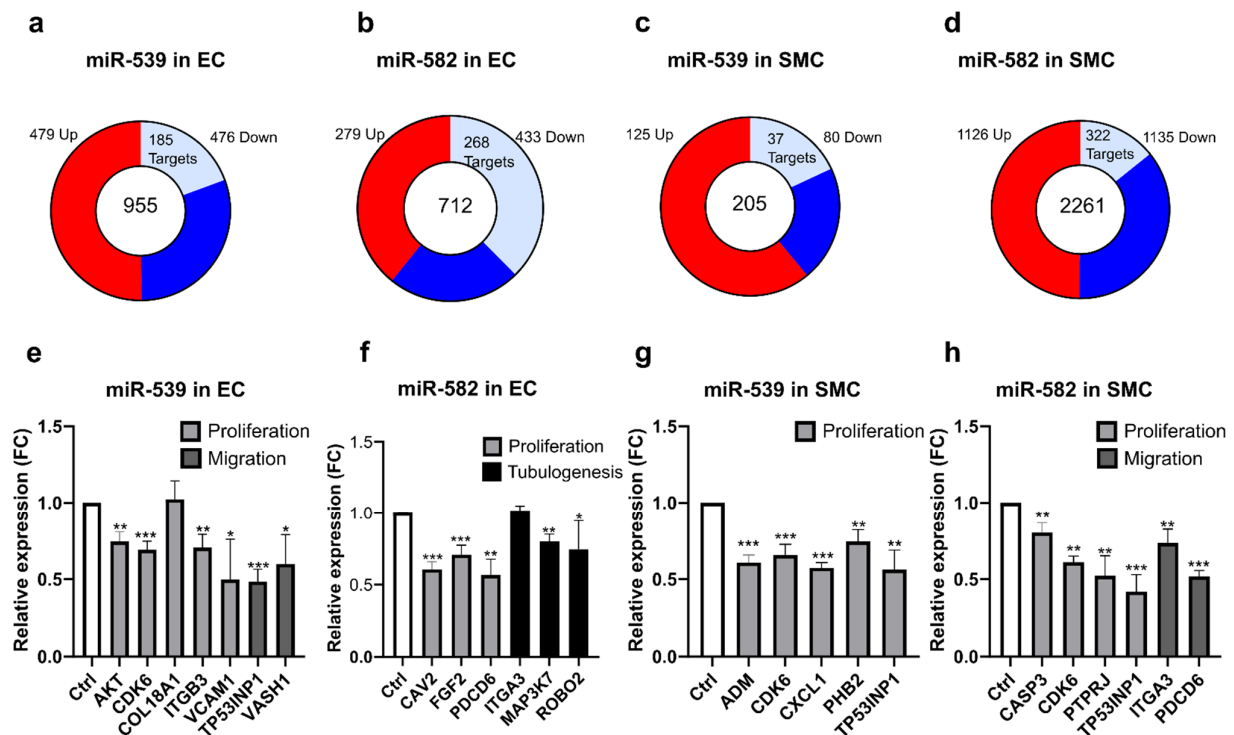 a
miR-539 in EC
479 Up
185
Targets
476 Down
955
b
miR-582 in EC
279 Up
268
Targets
433 Down
712
c
miR-539 in SMC
125 Up
37
Targets
80 Down
205
d
miR-582 in SMC
1126 Up
322
Targets
1135 Down
2261
e
miR-539 in EC
Relative expression (FC)
1.5
1.0
0.5
0.0
Proliferation
Migration
** *** ** * *** *
Ctrl
AKT
CDK6
COL18A1
ITGB3
VCAM1
TP53INP1
VASH1
f
miR-582 in EC
Relative expression (FC)
1.5
1.0
0.5
0.0
Proliferation
Tubulogenesis
*** *** ** ** *
Ctrl
CAV2
FGF2
PDCD6
ITGA3
MAP3K7
ROBO2
g
miR-539 in SMC
Relative expression (FC)
1.5
1.0
0.5
0.0
Proliferation
*** *** *** ** **
Ctrl
ADM
CDK6
CXCL1
PHB2
TP53INP1
h
miR-582 in SMC
Relative expression (FC)
1.5
1.0
0.5
0.0
Proliferation
Migration
** ** ** *** ** ***
Ctrl
CASP3
CDK6
PTPRJ
TP53INP1
ITGA3
PDCD6